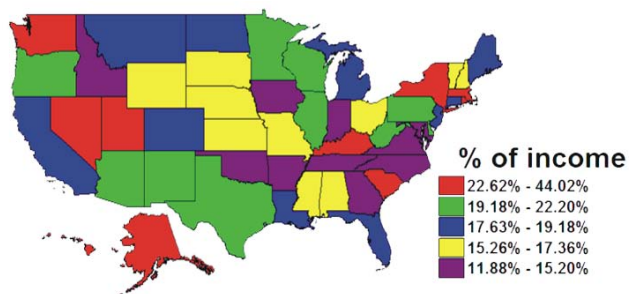 % of income
22.62% - 44.02%
19.18% - 22.20%
17.63% - 19.18%
15.26% - 17.36%
11.88% - 15.20%